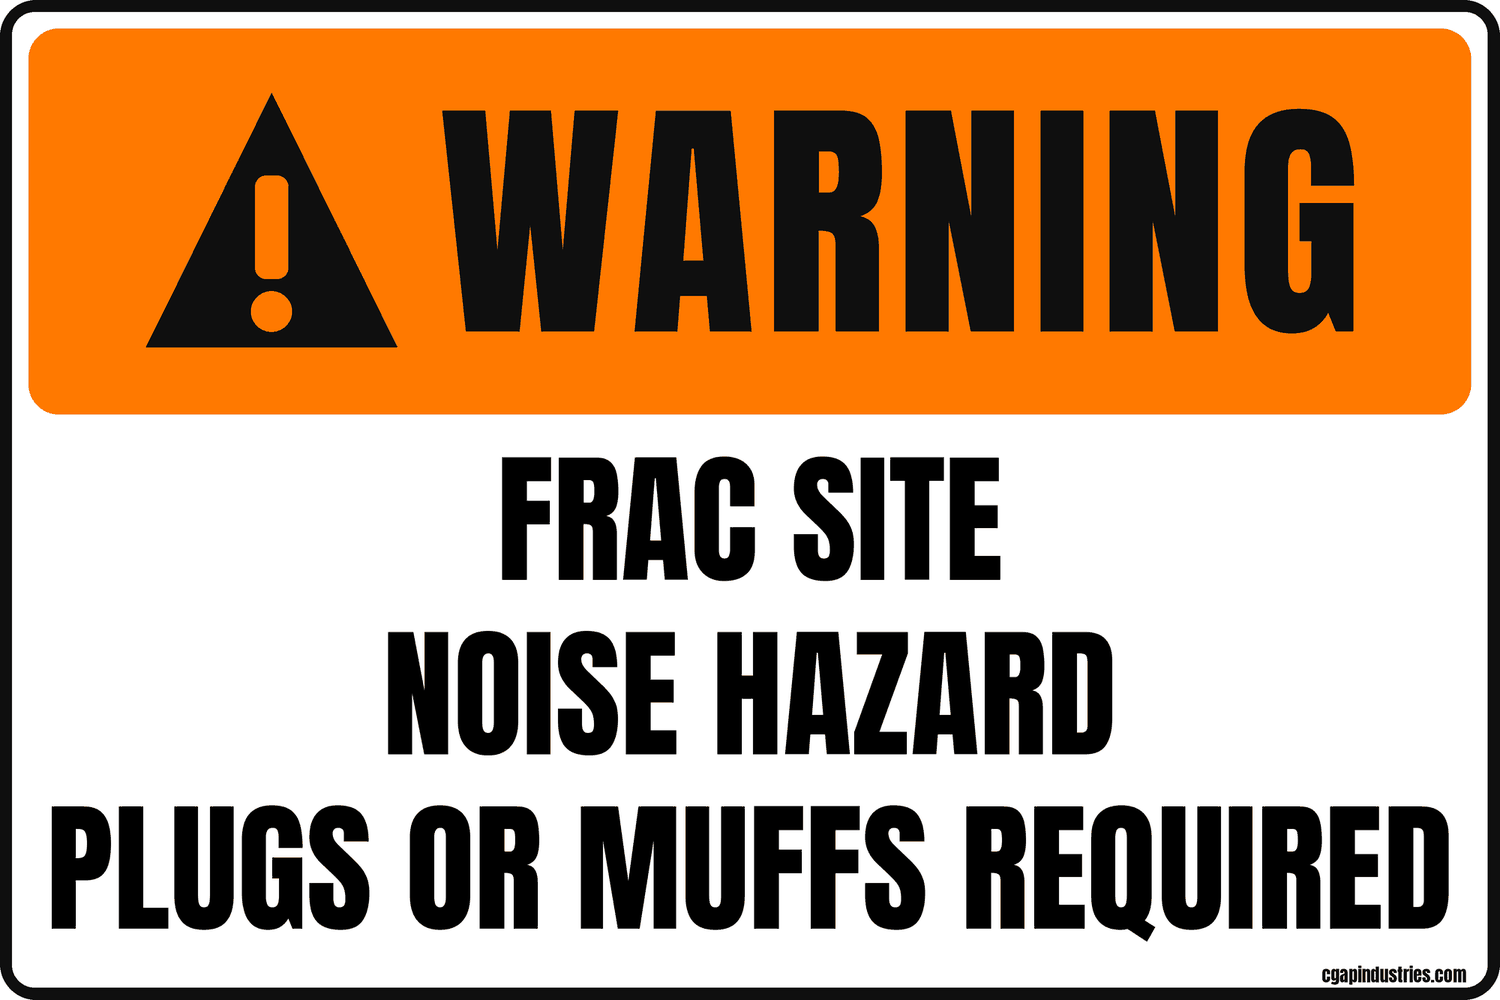 WARNING
FRAC SITE
NOISE HAZARD
PLUGS OR MUFFS REQUIRED
cgapindustries.com